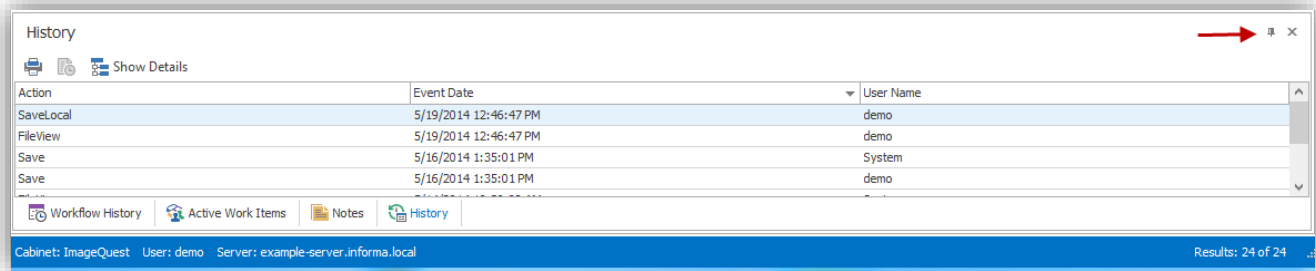 History
Show Details
Action Event Date User Name
SaveLocal 5/19/2014 12:46:47 PM demo
FileView 5/19/2014 12:46:47 PM demo
Save 5/16/2014 1:35:01 PM System
Save 5/16/2014 1:35:01 PM demo
Workflow History Active Work Items Notes History
Cabinet: ImageQuest User: demo Server: example-server.informa.local Results: 24 of 24